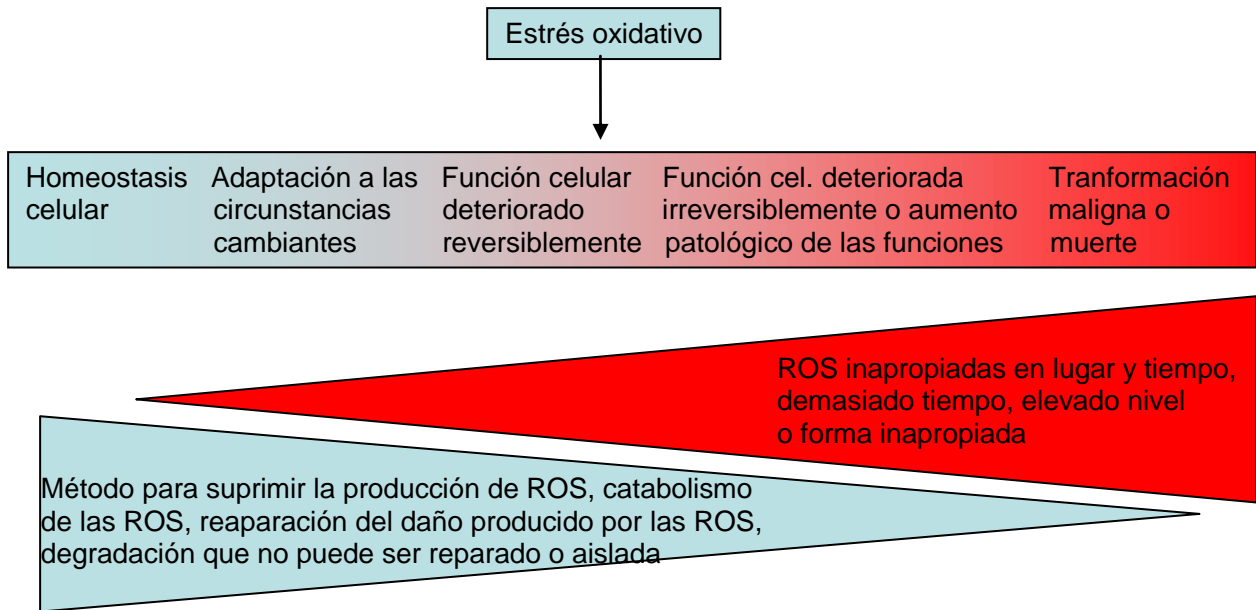 Estrés oxidativo
Homeostasis
celular
Adaptación a las
circunstancias
cambiantes
Función celular
deteriorado
reversiblemente
Función cel. deteriorada
irreversiblemente o aumento
patológico de las funciones
Tranformación
maligna o
muerte
ROS inapropiadas en lugar y tiempo,
demasiado tiempo, elevado nivel
o forma inapropiada
Método para suprimir la producción de ROS, catabolismo
de las ROS, reaparación del daño producido por las ROS,
degradación que no puede ser reparado o aislada